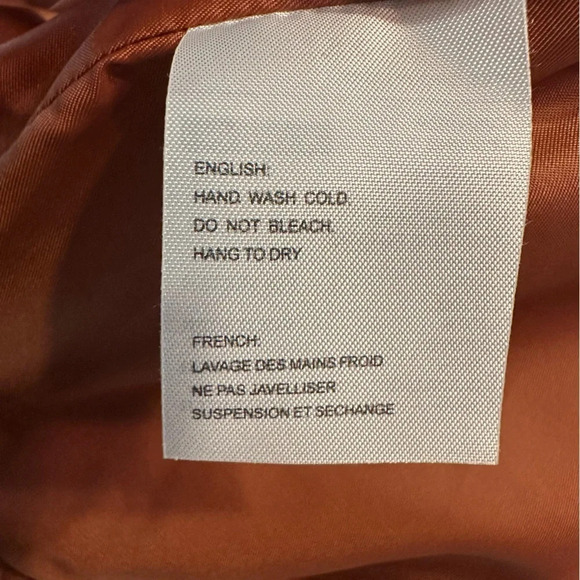 ENGLISH:
HAND WASH COLD.
DO NOT BLEACH.
HANG TO DRY
FRENCH:
LAVAGE DES MAINS FROID
NE PAS JAVELLISER
SUSPENSION ET SECHANGE